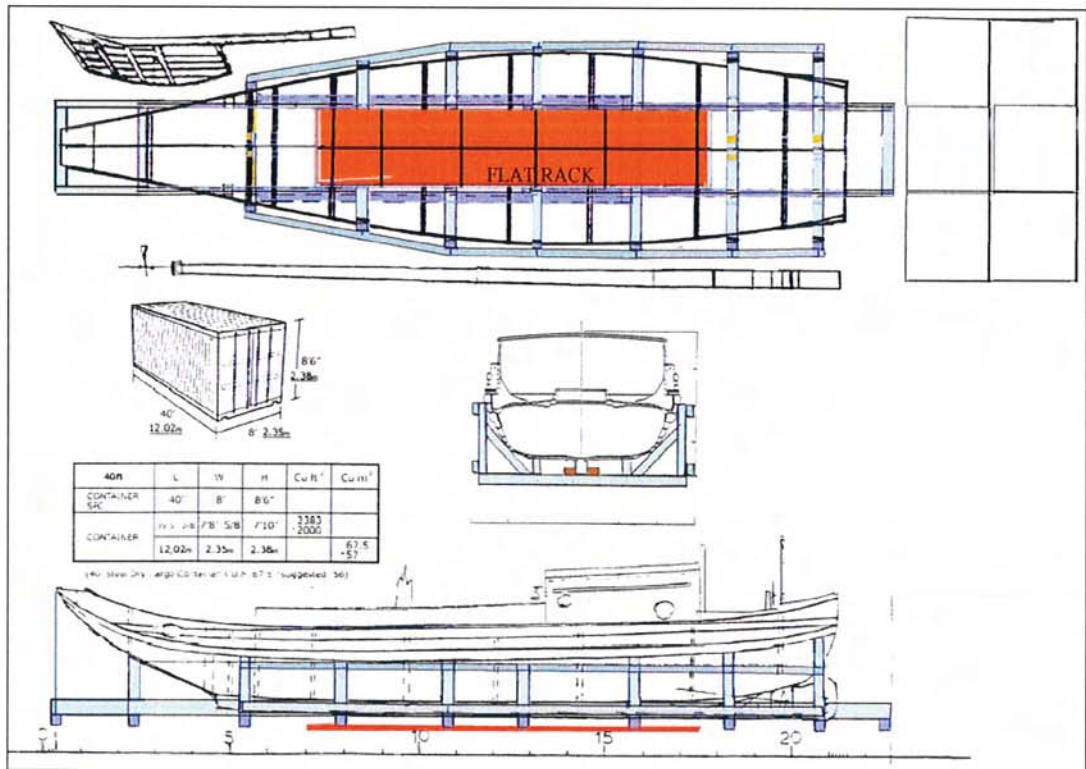 FLAT RACK
8'6"
2.38m
40'
12.02m
8' 2.35m
40ft L W H Cu ft³ Cu m³
CONTAINER 40' 8' 8'6"
CONTAINER 7'8" 5/8 7'10" 2383
12.02m 2.35m 2.38m 67.5
0 5 10 15 20